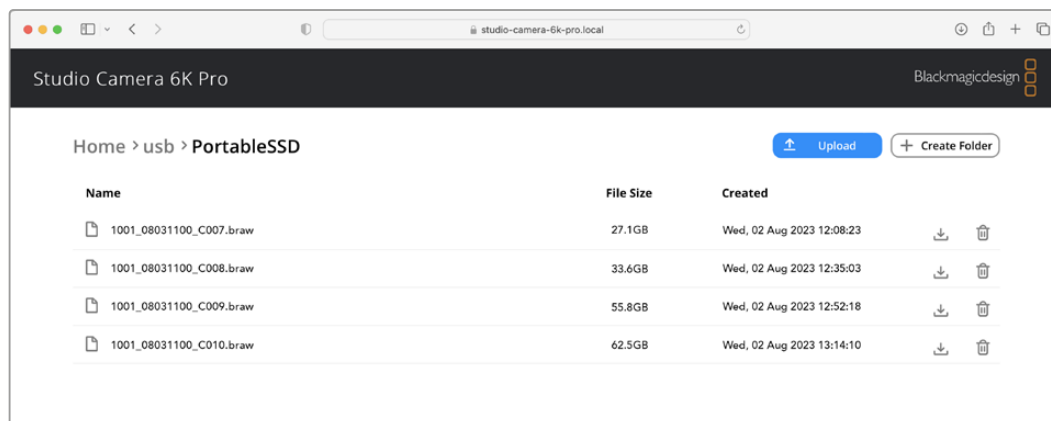 studio-camera-6k-pro.local
Studio Camera 6K Pro
Blackmagicdesign
Home > usb > PortableSSD
Upload
+ Create Folder
Name File Size Created
1001_08031100_C007.braw 27.1GB Wed, 02 Aug 2023 12:08:23
1001_08031100_C008.braw 33.6GB Wed, 02 Aug 2023 12:35:03
1001_08031100_C009.braw 55.8GB Wed, 02 Aug 2023 12:52:18
1001_08031100_C010.braw 62.5GB Wed, 02 Aug 2023 13:14:10